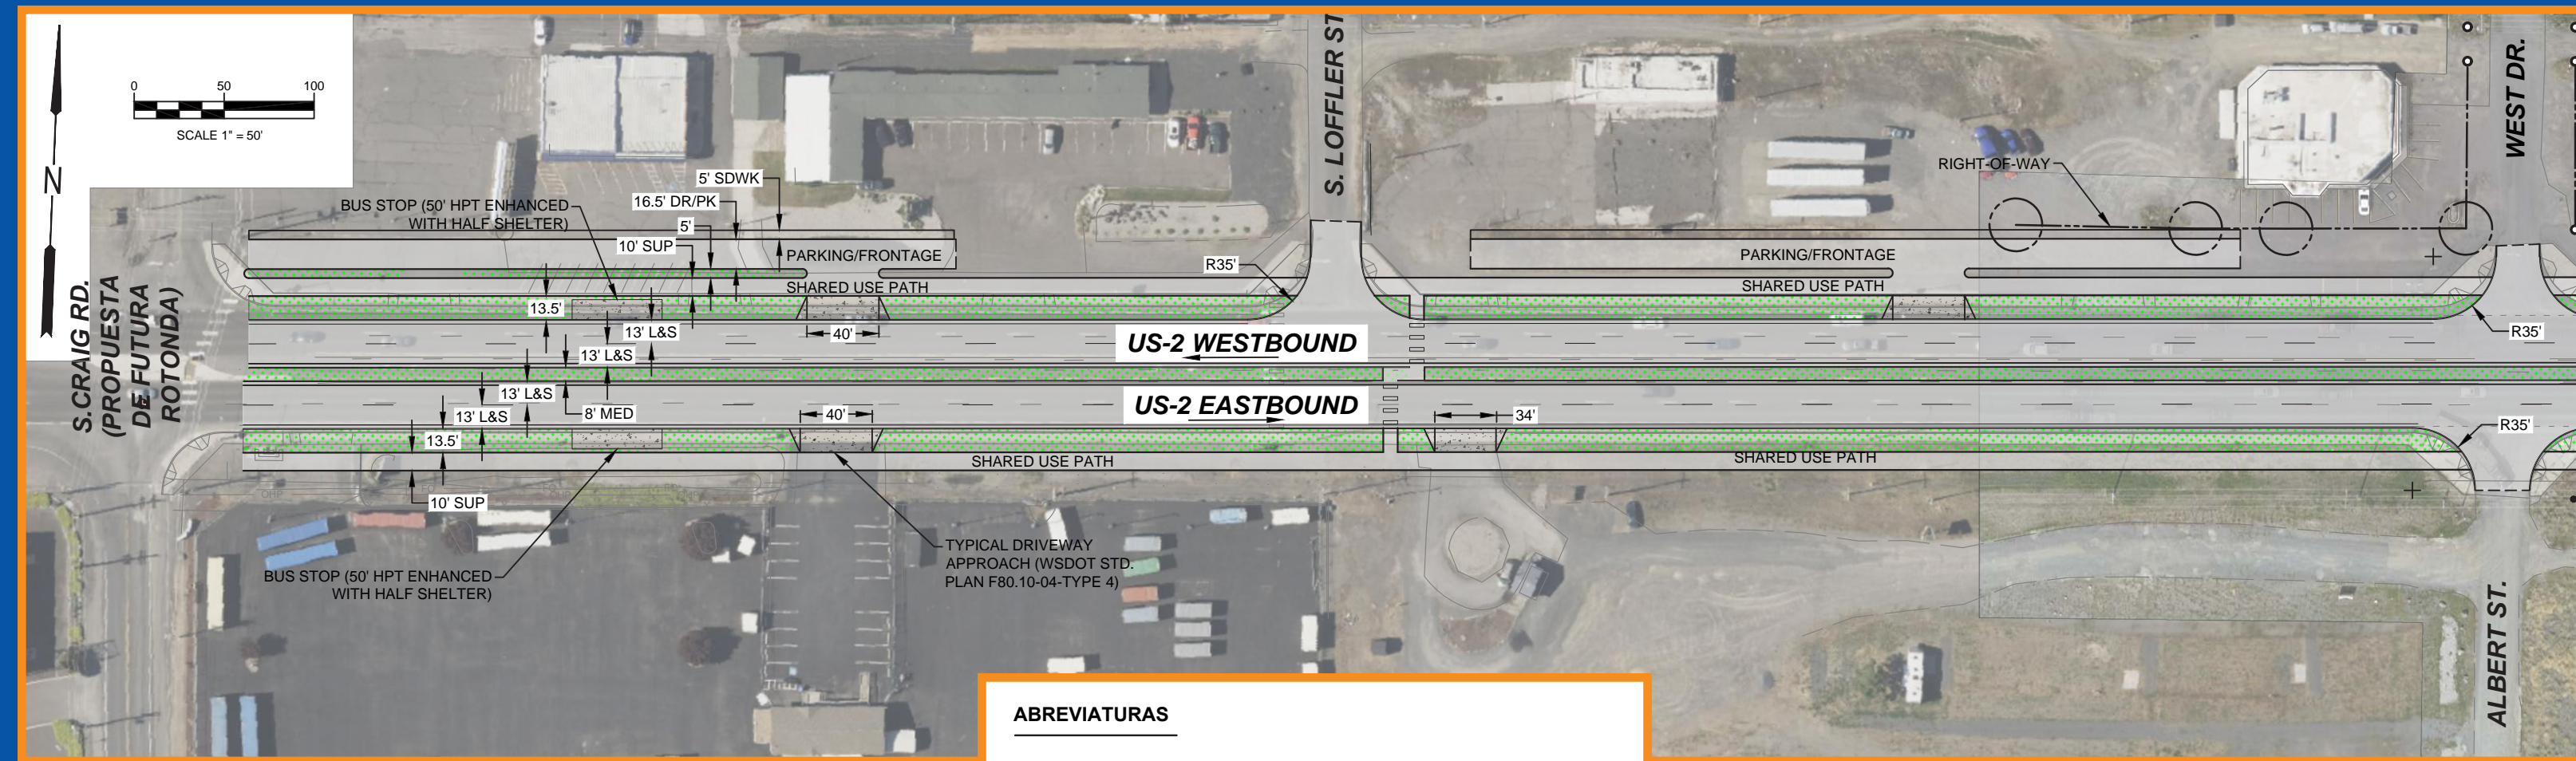 0 50 100
SCALE 1" = 50'
N
S.CRAIG RD.
(PROPUESTA
DE FUTURA
ROTONDA)
S. LOFFLER ST
WEST DR.
ALBERT ST.
5' SDWK
16.5' DR/PK
5'
10' SUP
BUS STOP (50' HPT ENHANCED
WITH HALF SHELTER)
PARKING/FRONTAGE
SHARED USE PATH
R35'
RIGHT-OF-WAY
PARKING/FRONTAGE
SHARED USE PATH
R35'
13.5'
13' L&S
40'
13' L&S
US-2 WESTBOUND
13' L&S
8' MED
13' L&S
40'
US-2 EASTBOUND
34'
R35'
13.5'
SHARED USE PATH
SHARED USE PATH
10' SUP
BUS STOP (50' HPT ENHANCED
WITH HALF SHELTER)
TYPICAL DRIVEWAY
APPROACH (WSDOT STD.
PLAN F80.10-04-TYPE 4)
ABREVIATURAS